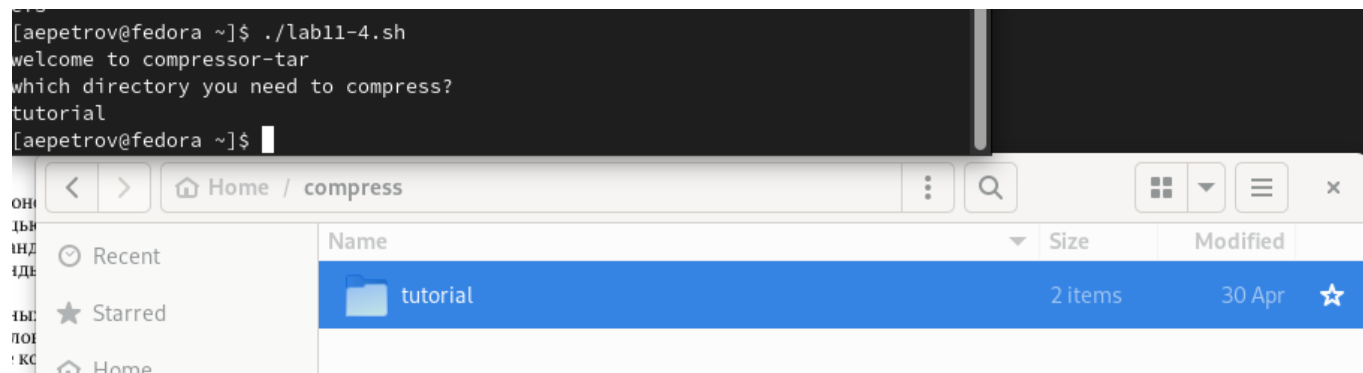 [aepetrov@fedora ~]$ ./lab11-4.sh
welcome to compressor-tar
which directory you need to compress?
tutorial
[aepetrov@fedora ~]$
Home / compress
Name Size Modified
Recent
tutorial 2 items 30 Apr
Starred
Home